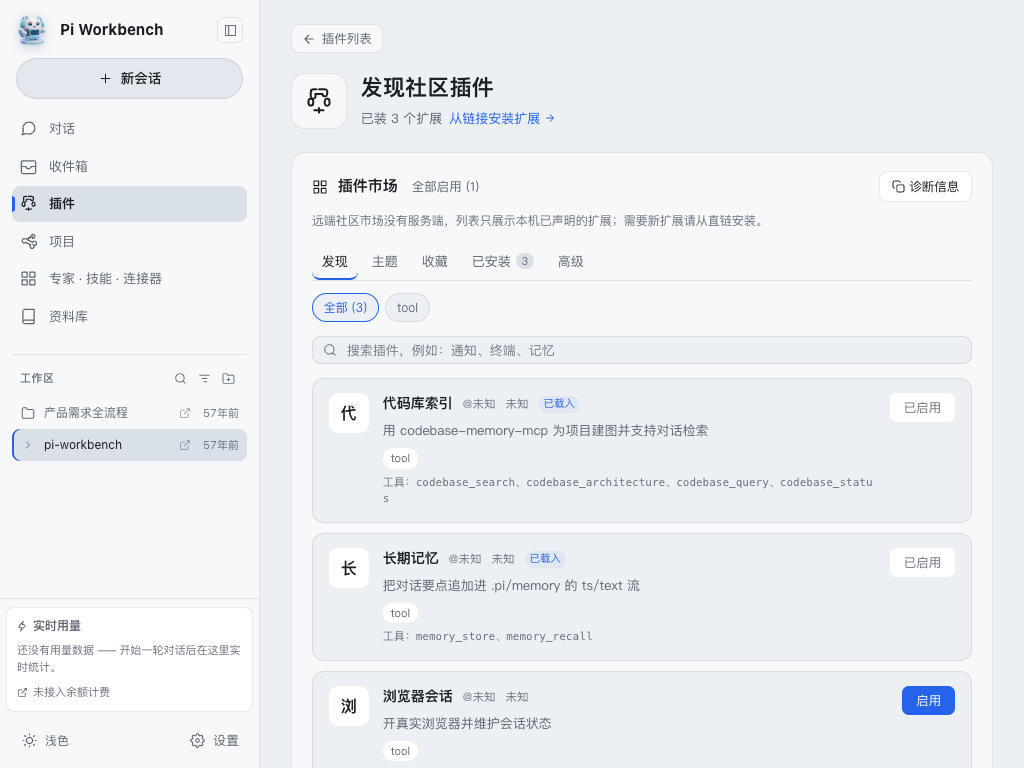 Pi Workbench
新会话
对话
收件箱
插件
项目
专家 · 技能 · 连接器
资料库
工作区
产品需求全流程 57年前
pi-workbench 57年前
实时用量
还没有用量数据 —— 开始一轮对话后在这里实
时统计。
未接入余额计费
浅色 设置
插件列表
发现社区插件
已装 3 个扩展 从链接安装扩展 →
插件市场 全部启用 (1) 诊断信息
远端社区市场没有服务端，列表只展示本机已声明的扩展；需要新扩展请从直链安装。
发现 主题 收藏 已安装 3 高级
全部 (3) tool
搜索插件，例如：通知、终端、记忆
代 代码库索引 @未知 未知 已载入 已启用
用 codebase-memory-mcp 为项目建图并支持对话检索
tool
工具：codebase_search、codebase_architecture、codebase_query、codebase_statu
s
长 长期记忆 @未知 未知 已载入 已启用
把对话要点追加进 .pi/memory 的 ts/text 流
tool
工具：memory_store、memory_recall
浏 浏览器会话 @未知 未知 启用
开真实浏览器并维护会话状态
tool